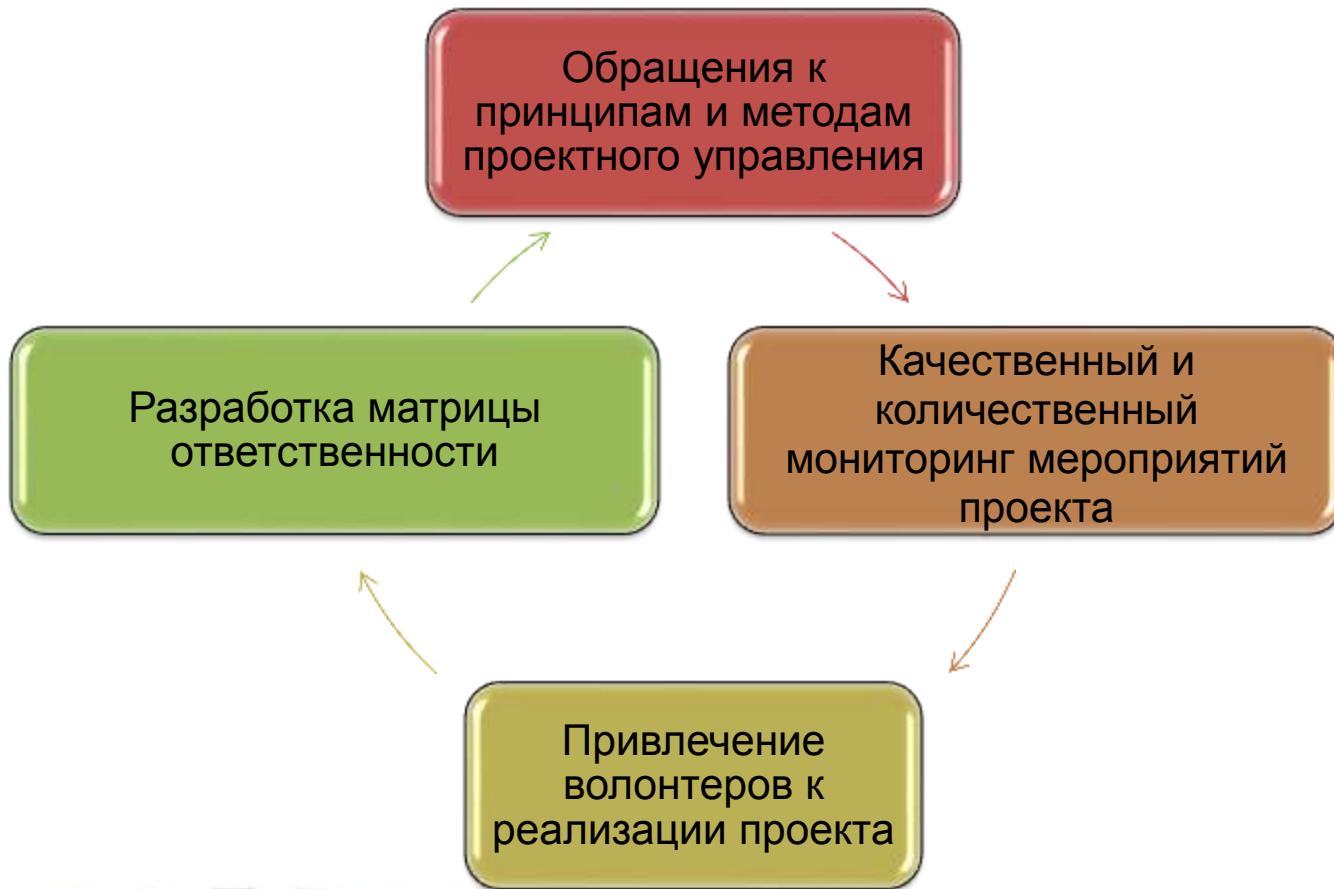 Обращения к
принципам и методам
проектного управления
Качественный и
количественный
мониторинг мероприятий
проекта
Привлечение
волонтеров к
реализации проекта
Разработка матрицы
ответственности